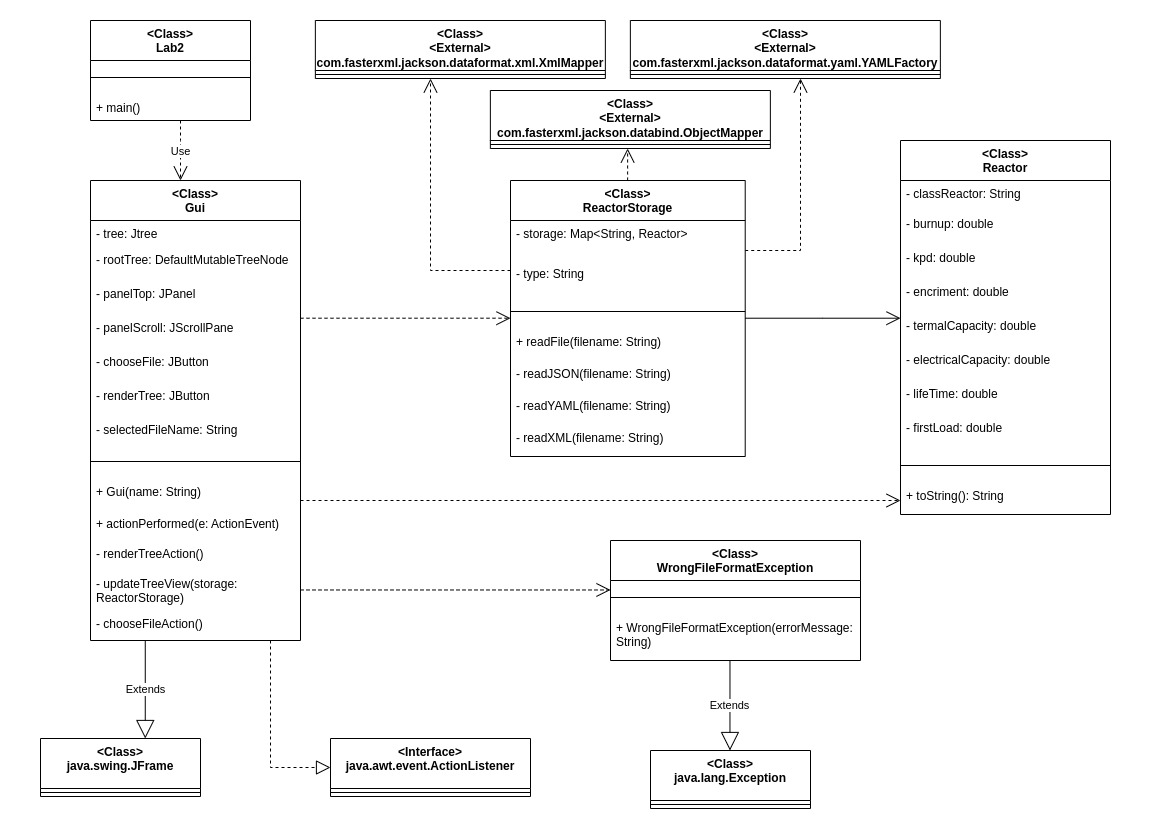 <Class>
Lab2
+ main()
Use
<Class>
<External>
com.fasterxml.jackson.dataformat.xml.XmlMapper
<Class>
<External>
com.fasterxml.jackson.dataformat.yaml.YAMLFactory
<Class>
<External>
com.fasterxml.jackson.databind.ObjectMapper
<Class>
Gui
- tree: Jtree
- rootTree: DefaultMutableTreeNode
- panelTop: JPanel
- panelScroll: JScrollPane
- chooseFile: JButton
- renderTree: JButton
- selectedFileName: String
+ Gui(name: String)
+ actionPerformed(e: ActionEvent)
- renderTreeAction()
- updateTreeView(storage:
ReactorStorage)
- chooseFileAction()
<Class>
ReactorStorage
- storage: Map<String, Reactor>
- type: String
+ readFile(filename: String)
- readJSON(filename: String)
- readYAML(filename: String)
- readXML(filename: String)
<Class>
Reactor
- classReactor: String
- burnup: double
- kpd: double
- encriment: double
- termalCapacity: double
- electricalCapacity: double
- lifeTime: double
- firstLoad: double
+ toString(): String
<Class>
WrongFileFormatException
+ WrongFileFormatException(errorMessage:
String)
Extends
<Class>
java.swing.JFrame
<Interface>
java.awt.event.ActionListener
Extends
<Class>
java.lang.Exception